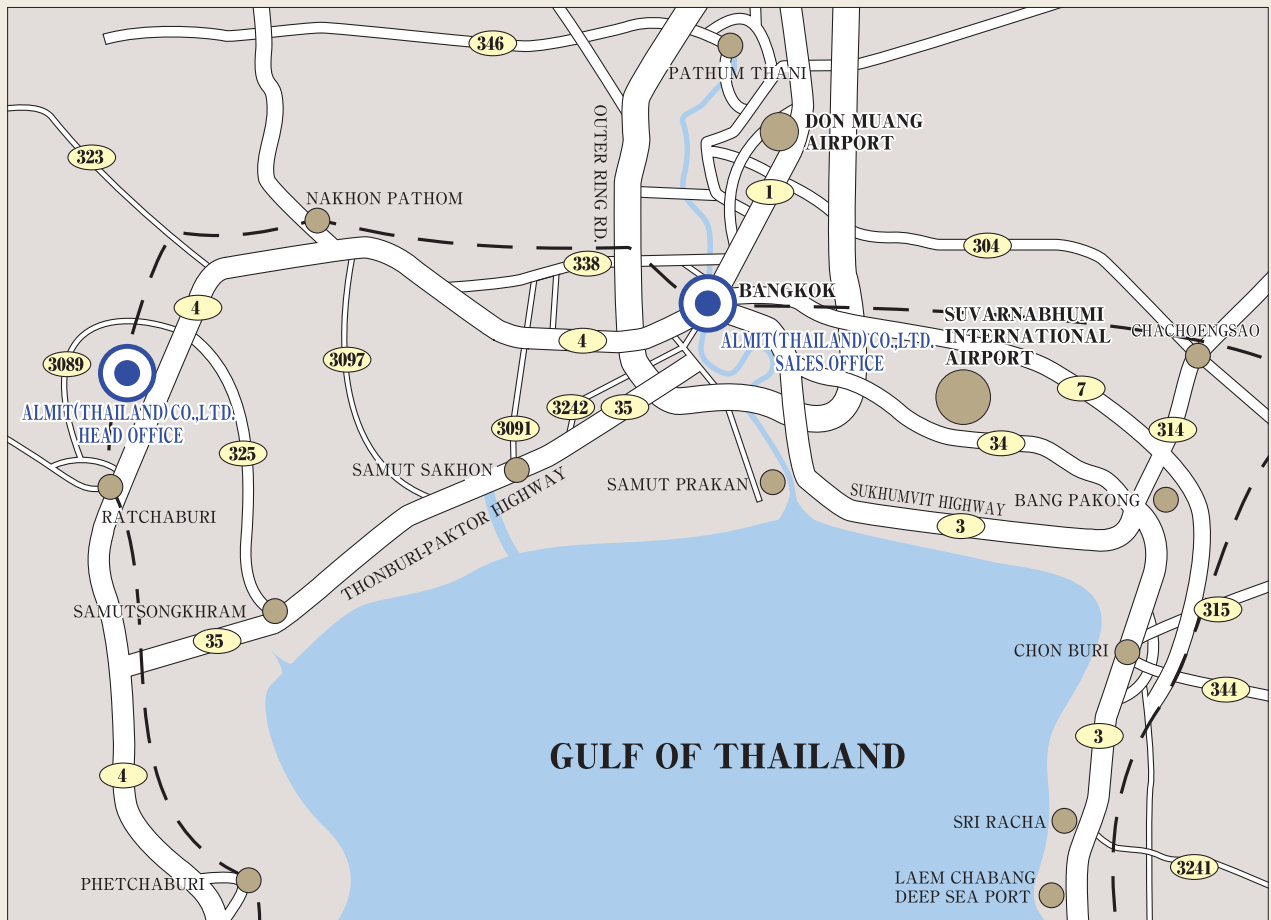 346
PATHUM THANI
OUTER RING RD.
DON MUANG
AIRPORT
323
1
NAKHON PATHOM
304
338
BANGKOK
4
SUVARNABHUMI
INTERNATIONAL
AIRPORT
CHACHOENGSAO
4
ALMIT(THAILAND)CO.,LTD.
SALES OFFICE
3089
3097
7
ALMIT(THAILAND)CO.,LTD.
HEAD OFFICE
3242
35
3091
314
34
325
SAMUT SAKHON
SAMUT PRAKAN
SUKHUMVIT HIGHWAY
BANG PAKONG
RATCHABURI
3
THONBURI-PAKTOR HIGHWAY
SAMUTSONGKHRAM
315
35
CHON BURI
344
3
GULF OF THAILAND
4
SRI RACHA
3241
PHETCHABURI
LAEM CHABANG
DEEP SEA PORT